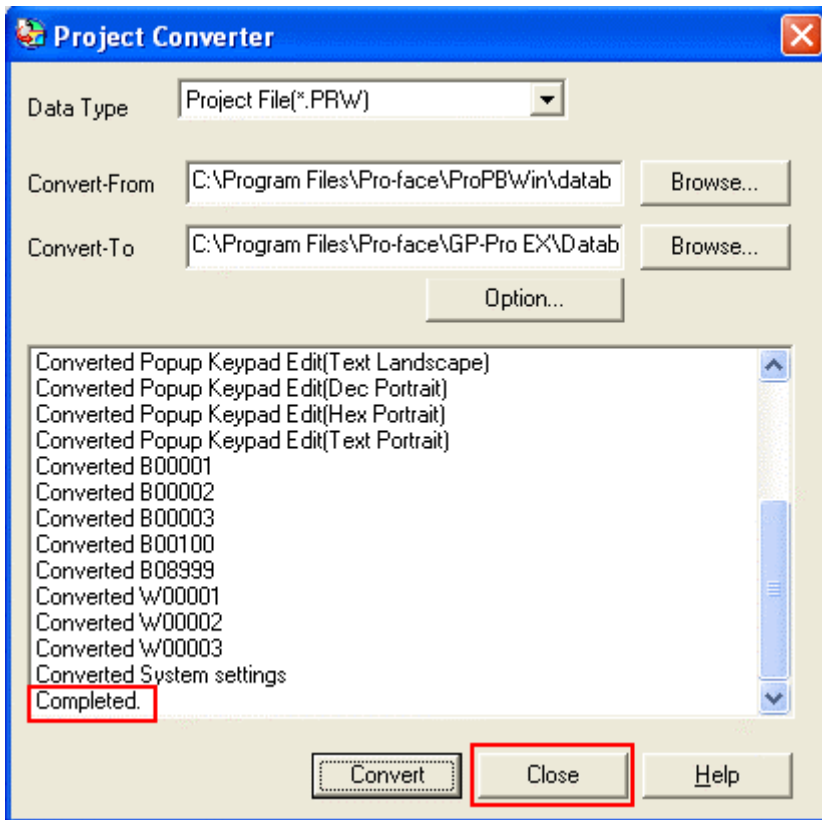 Project Converter
Data Type
Project File(*.PRW)
Convert-From
C:\Program Files\Pro-face\ProPBWin\datab
Browse...
Convert-To
C:\Program Files\Pro-face\GP-Pro EX\Datab
Browse...
Option...
Converted Popup Keypad Edit(Text Landscape)
Converted Popup Keypad Edit(Dec Portrait)
Converted Popup Keypad Edit(Hex Portrait)
Converted Popup Keypad Edit(Text Portrait)
Converted B00001
Converted B00002
Converted B00003
Converted B00100
Converted B08999
Converted W00001
Converted W00002
Converted W00003
Converted System settings
Completed.
Convert
Close
Help